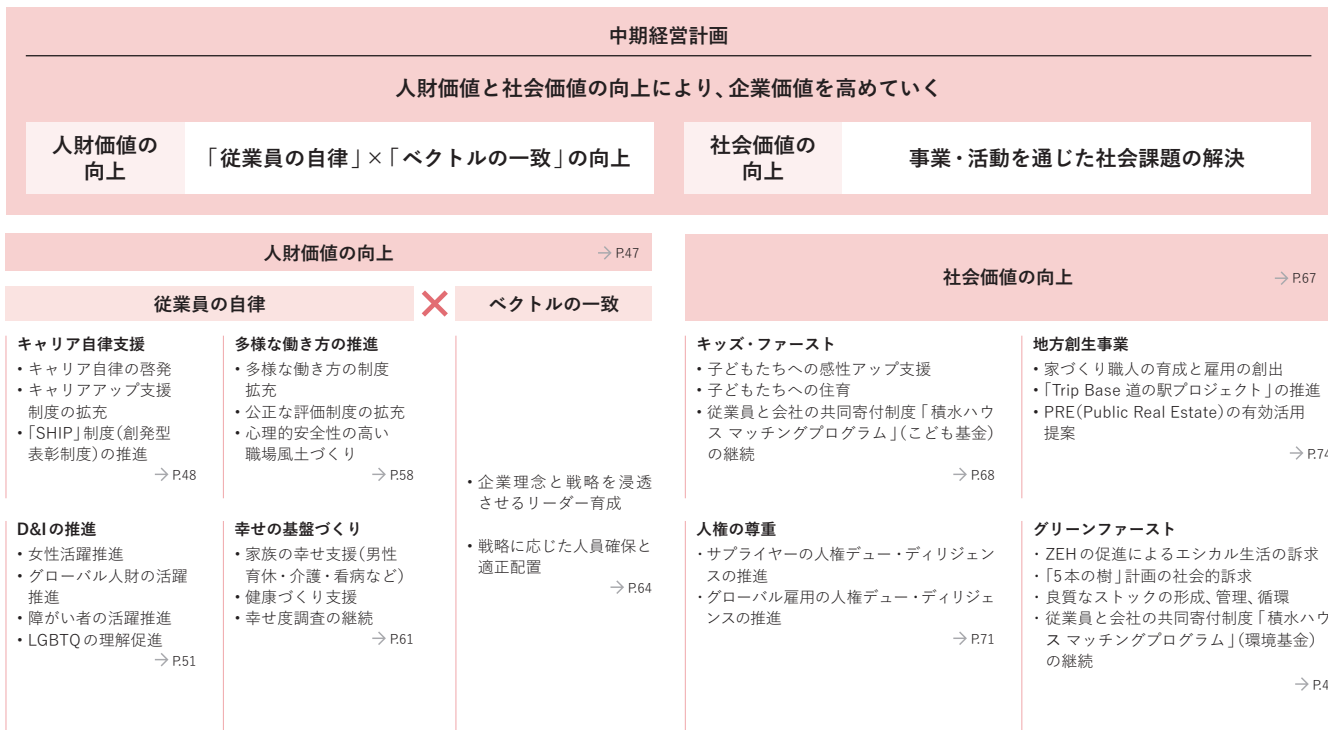 中期経営計画
人財価値と社会価値の向上により、企業価値を高めていく
人財価値の
向上
「従業員の自律」×「ベクトルの一致」の向上
社会価値の
向上
事業・活動を通じた社会課題の解決
人財価値の向上
→ P.47
従業員の自律
×
ベクトルの一致
キャリア自律支援
• キャリア自律の啓発
• キャリアアップ支援
制度の拡充
•「SHIP」制度(創発型
表彰制度)の推進
→ P.48
多様な働き方の推進
• 多様な働き方の制度
拡充
• 公正な評価制度の拡充
• 心理的安全性の高い
職場風土づくり
→ P.58
D&Iの推進
• 女性活躍推進
• グローバル人財の活躍
推進
• 障がい者の活躍推進
• LGBTQの理解促進
→ P.51
幸せの基盤づくり
• 家族の幸せ支援(男性
育休・介護・看病など)
• 健康づくり支援
• 幸せ度調査の継続
→ P.61
• 企業理念と戦略を浸透
させるリーダー育成
• 戦略に応じた人員確保と
適正配置
→ P.64
社会価値の向上
→ P.67
キッズ・ファースト
• 子どもたちへの感性アップ支援
• 子どもたちへの住育
• 従業員と会社の共同寄付制度「積水ハウ
ス マッチングプログラム」(こども基金)
の継続
→ P.68
地方創生事業
• 家づくり職人の育成と雇用の創出
•「Trip Base 道の駅プロジェクト」の推進
• PRE(Public Real Estate)の有効活用
提案
→ P.74
人権の尊重
・サプライヤーの人権デュー・ディリジェン
スの推進
・グローバル雇用の人権デュー・ディリジェ
ンスの推進
→ P.71
グリーンファースト
・ZEHの促進によるエシカル生活の訴求
・「5本の樹」計画の社会的訴求
・良質なストックの形成、管理、循環
・従業員と会社の共同寄付制度「積水ハウ
ス マッチングプログラム」(環境基金)
の継続
→ P.4